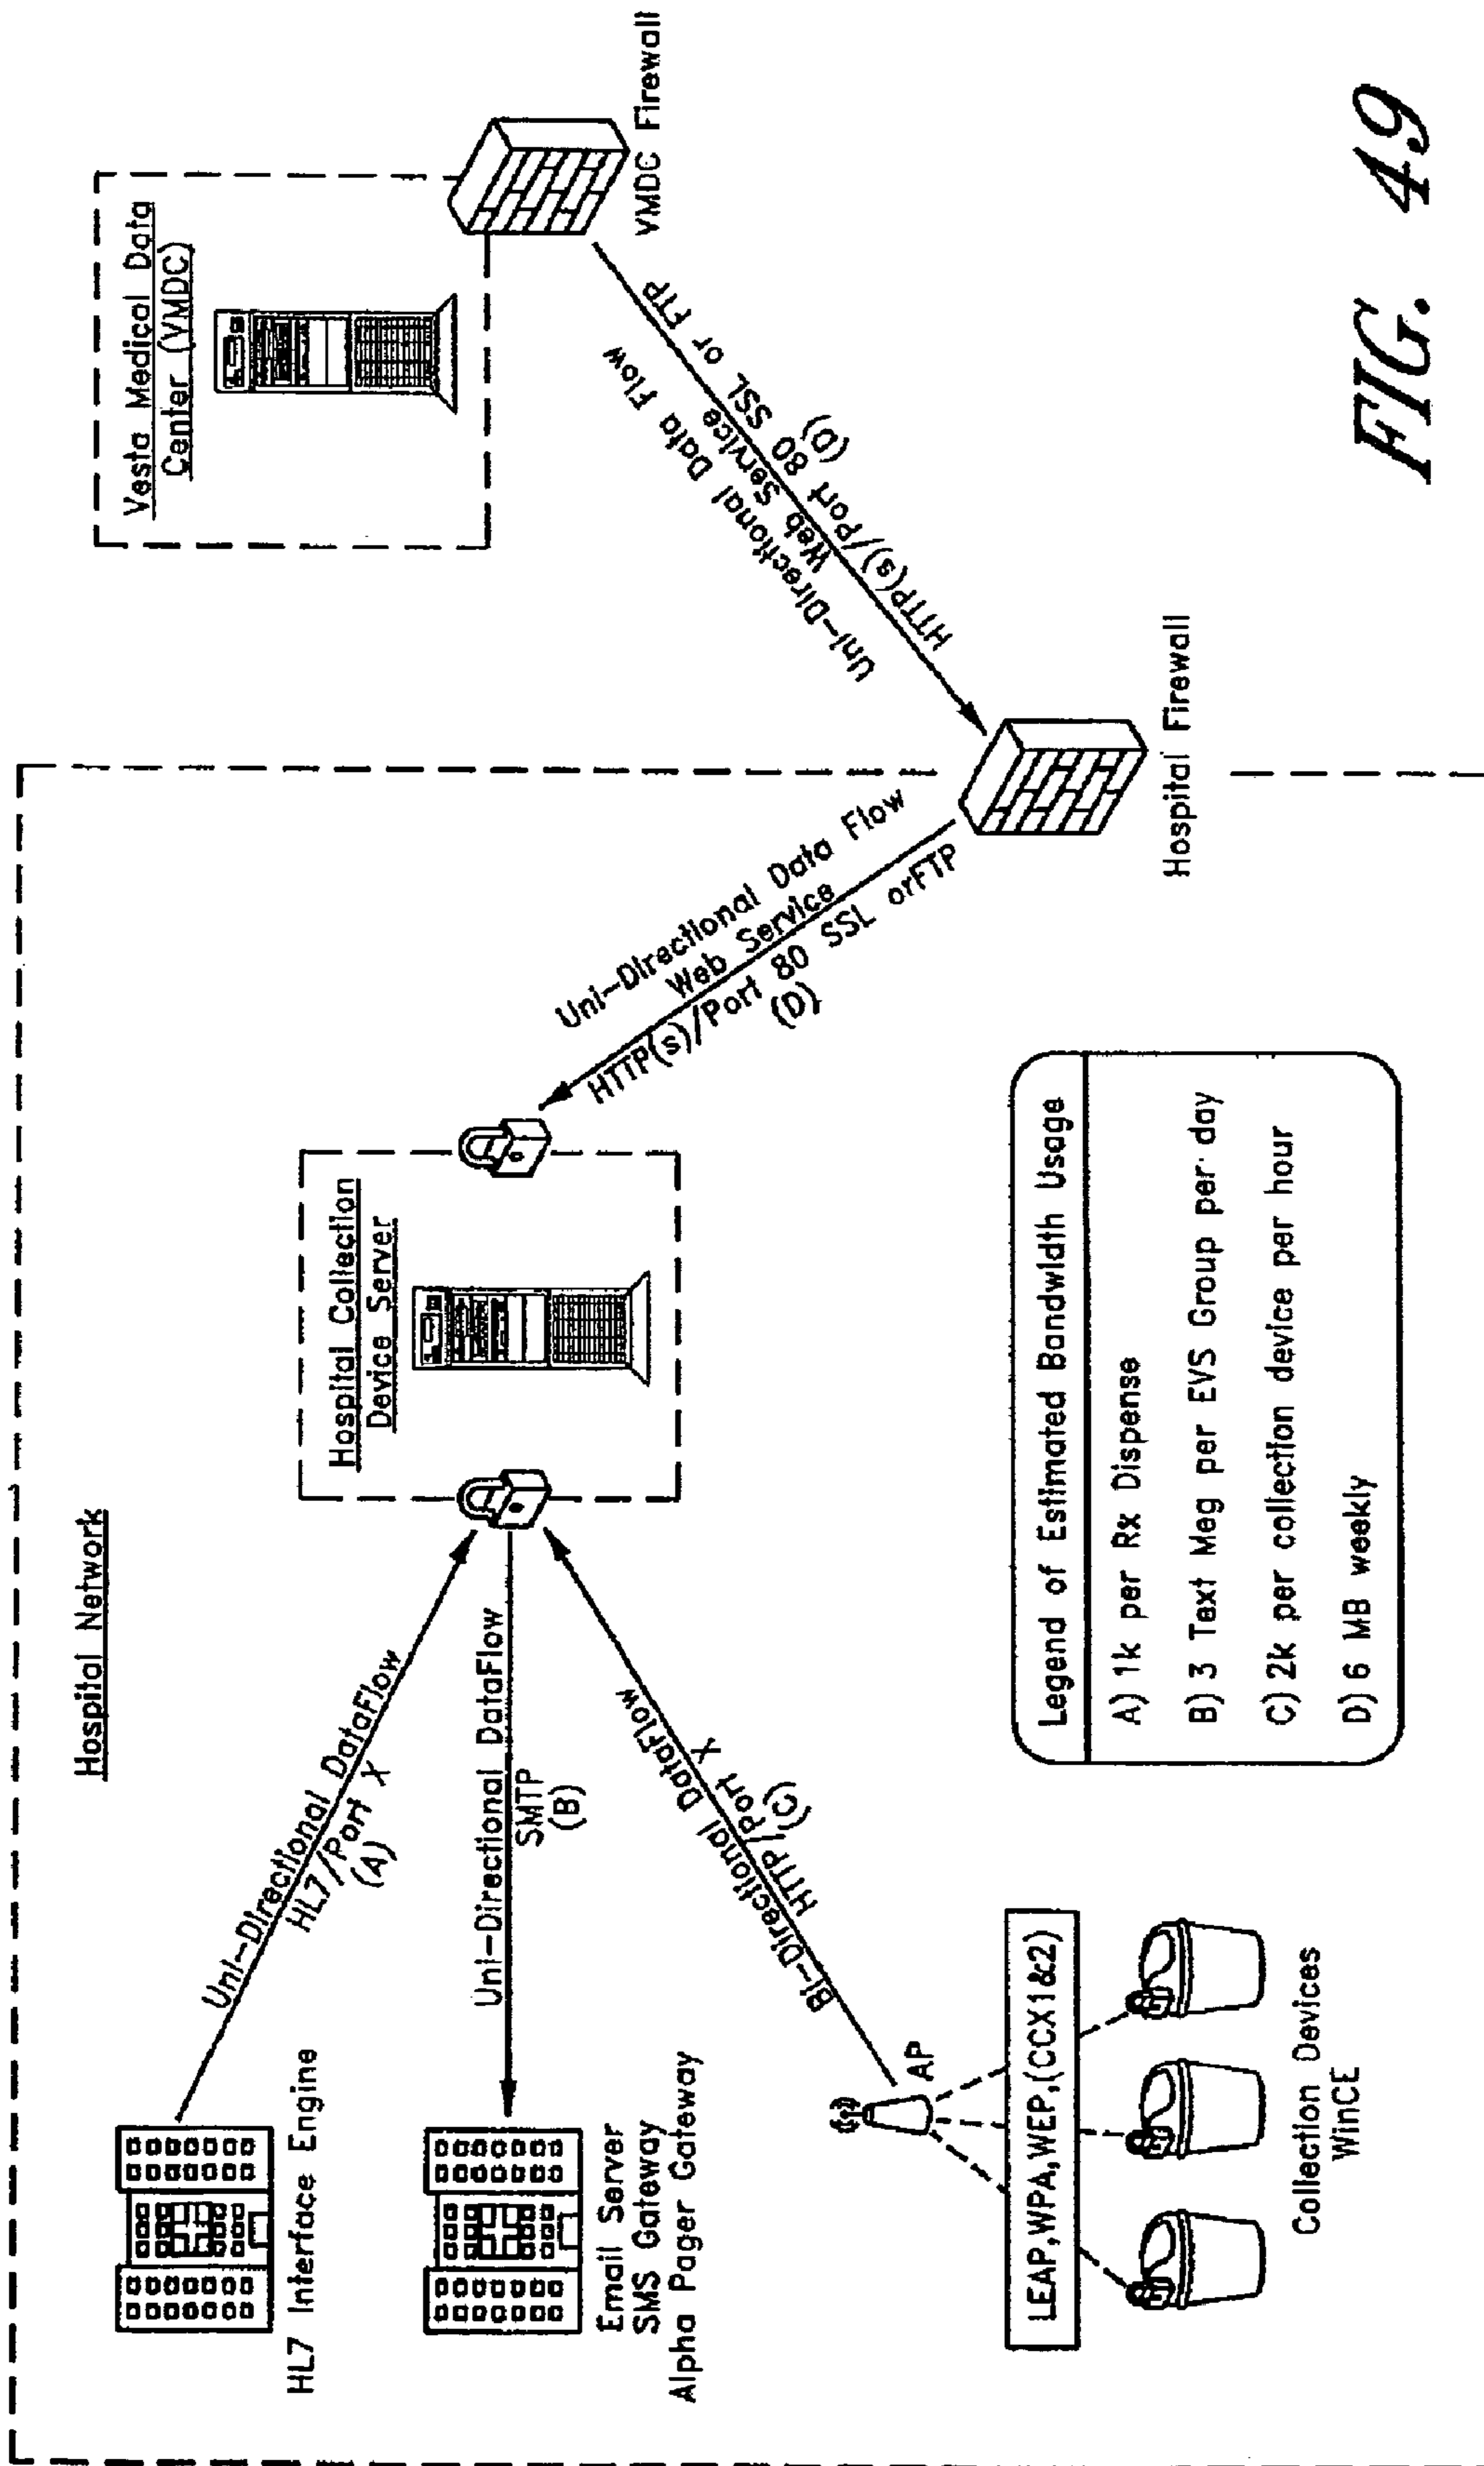 Hospital Network
HL7 Interface Engine
Uni-Directional DataFlow
HL7/Port X
(A)
Email Server
SMS Gateway
Alpha Pager Gateway
Uni-Directional DataFlow
SMTP
(B)
AP
Bi-Directional DataFlow
HTTP/Port X
(C)
LEAP,WPA,WEP,(CCX1&2)
Collection Devices
WinCE
Hospital Collection
Device Server
Uni-Directional Data Flow
Web Service
HTTP(s)/Port 80 SSL orFTP
(D)
Hospital Firewall
Uni-Directional Data Flow
Web Service
HTTP(s)/Port 80 SSL or FTP
(D)
Vesta Medical Data
Center (VMDC)
VMDC Firewall
Legend of Estimated Bandwidth Usage
A) 1k per Rx Dispense
B) 3 Text Meg per EVS Group per day
C) 2k per collection device per hour
D) 6 MB weekly
FIG. 49